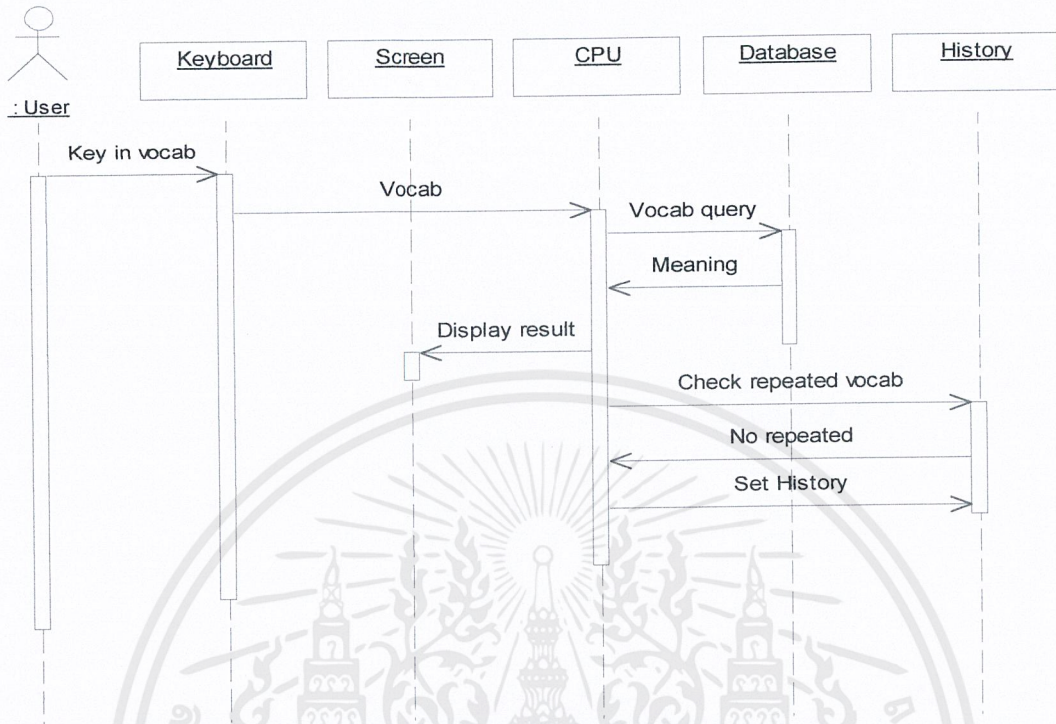 Keyboard
Screen
CPU
Database
History
: User
Key in vocab
Vocab
Vocab query
Meaning
Display result
Check repeated vocab
No repeated
Set History